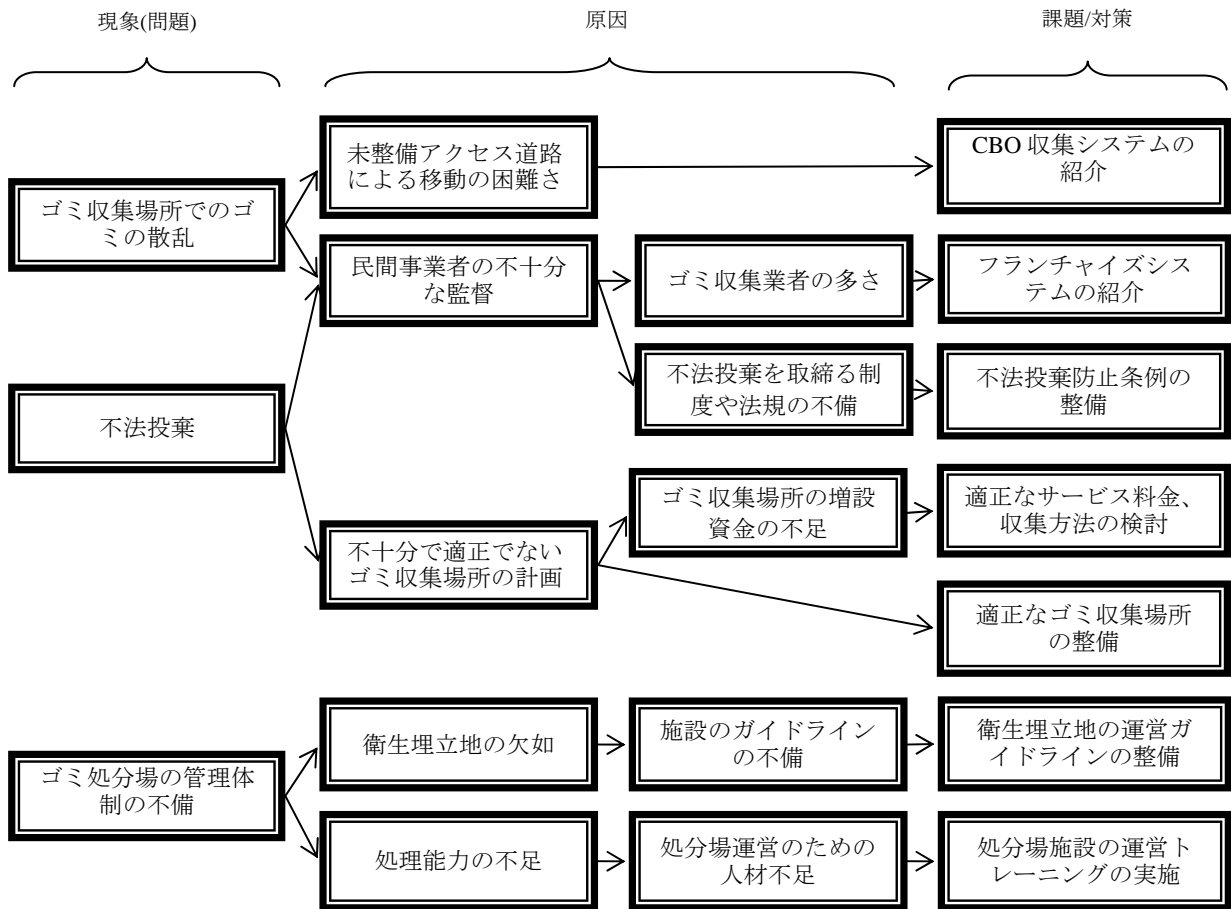 現象(問題)
原因
課題/対策
未整備アクセス道路
による移動の困難さ
CBO 収集システムの
紹介
ゴミ収集場所でのゴ
ミの散乱
民間事業者の不十分
な監督
ゴミ収集業者の多さ
フランチャイズシス
テムの紹介
不法投棄を取締る制
度や法規の不備
不法投棄防止条例の
整備
不法投棄
ゴミ収集場所の増設
資金の不足
適正なサービス料金、
収集方法の検討
不十分で適正でない
ゴミ収集場所の計画
適正なゴミ収集場所
の整備
衛生埋立地の欠如
施設のガイドライン
の不備
衛生埋立地の運営ガ
イドラインの整備
ゴミ処分場の管理体
制の不備
処理能力の不足
処分場運営のための
人材不足
処分場施設の運営ト
レーニングの実施